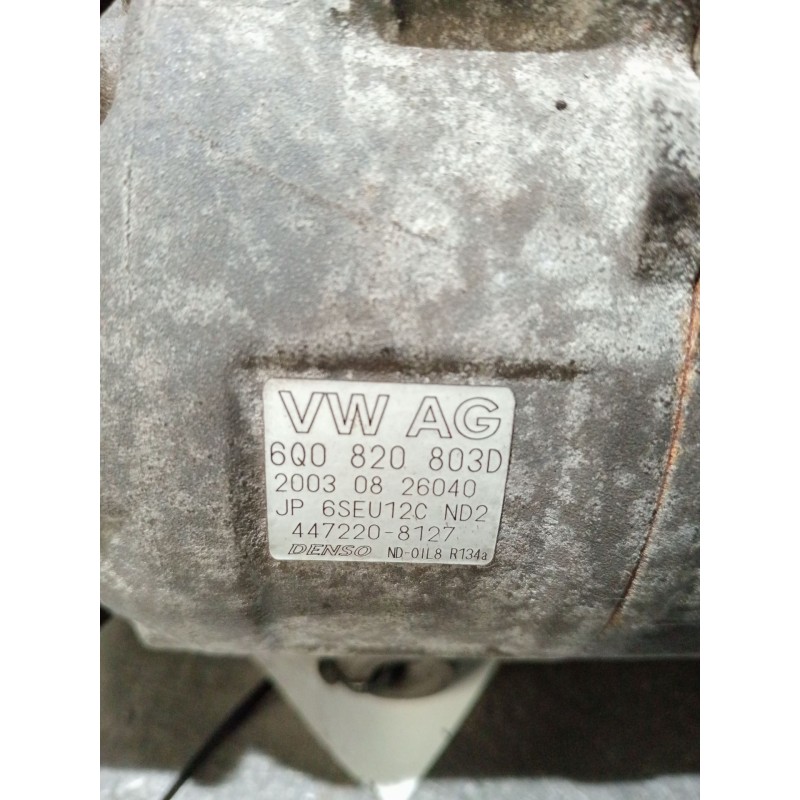 VW AG
6Q0 820 803D
2003 08 26040
JP 6SEU12C ND2
447220-8127
DENSO ND-OIL8 R134a